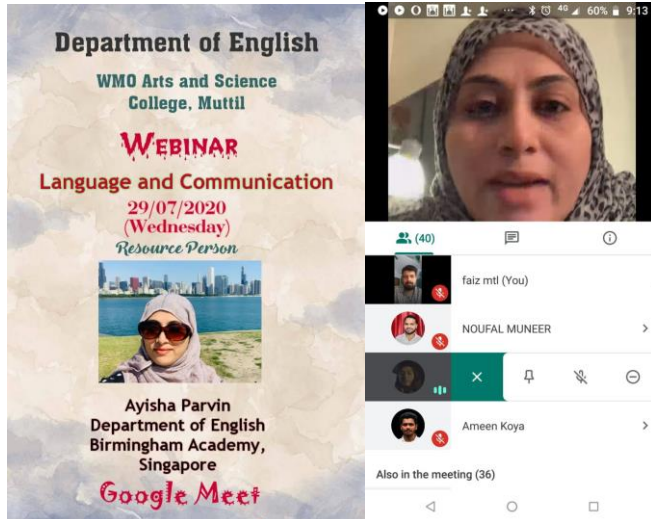 Department of English
WMO Arts and Science
College, Muttil
WEBINAR
Language and Communication
29/07/2020
(Wednesday)
Resource Person
Ayisha Parvin
Department of English
Birmingham Academy,
Singapore
Google Meet
4G 60% 9:13
(40)
faiz mtl (You)
NOUFAL MUNEER
Ameen Koya
Also in the meeting (36)